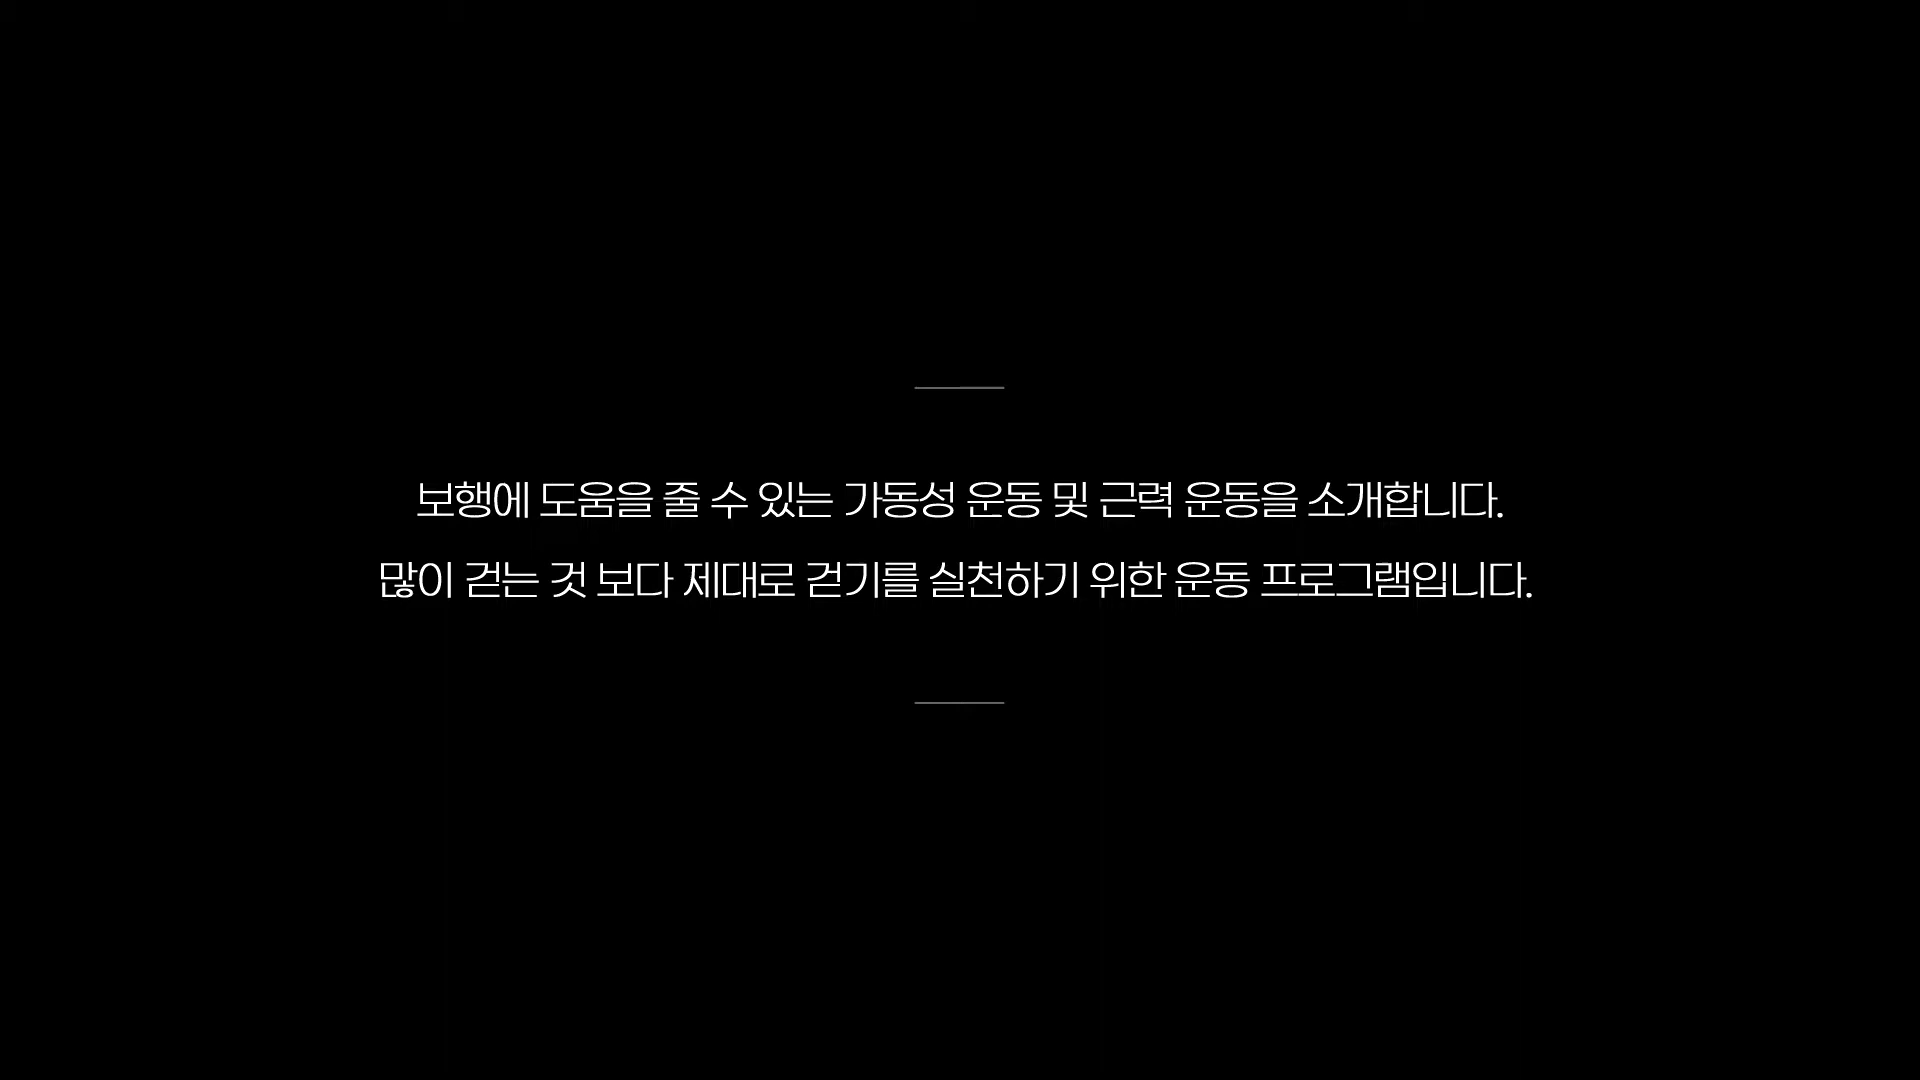 보행에 도움을 줄 수 있는 가동성 운동 및 근력 운동을 소개합니다.
많이 걷는 것 보다 제대로 걷기를 실천하기 위한 운동 프로그램입니다.